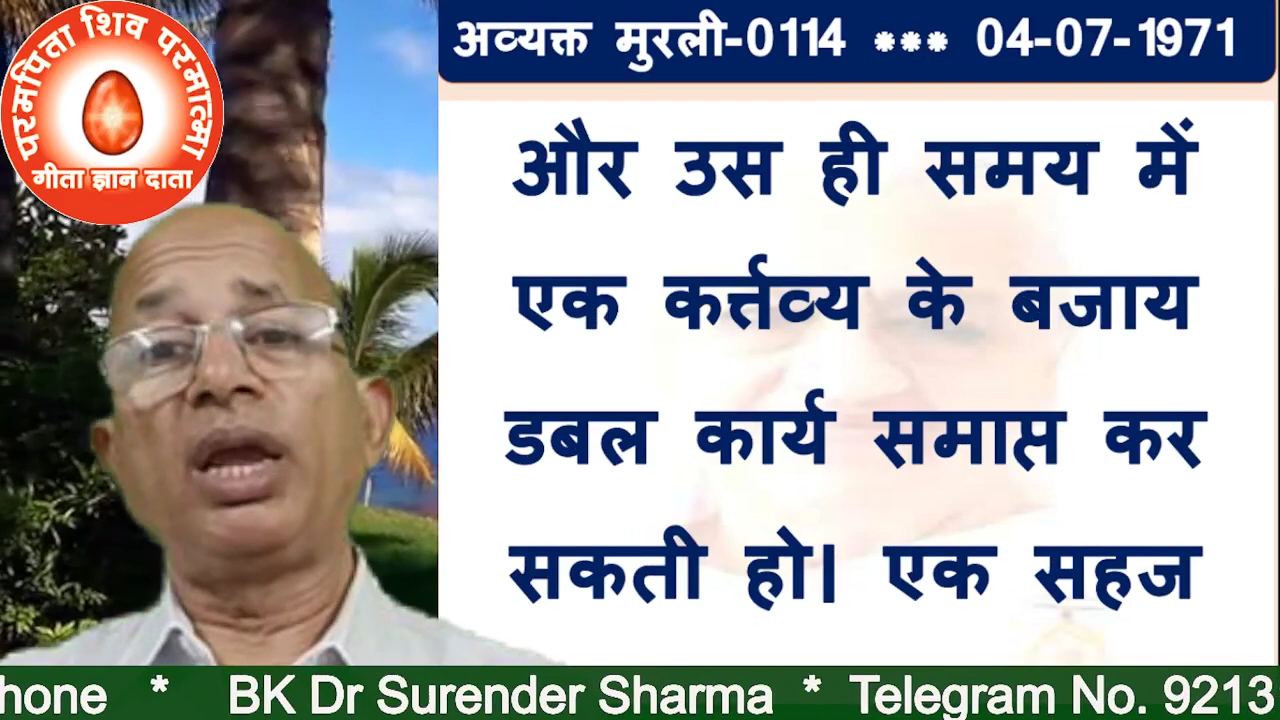 परमपिता शिव परमात्मा
गीता ज्ञान दाता
अव्यक्त मुरली-0114 *** 04-07-1971
और उस ही समय में
एक कर्त्तव्य के बजाय
डबल कार्य समाप्त कर
सकती हो। एक सहज
hone * BK Dr Surender Sharma * Telegram No. 9213